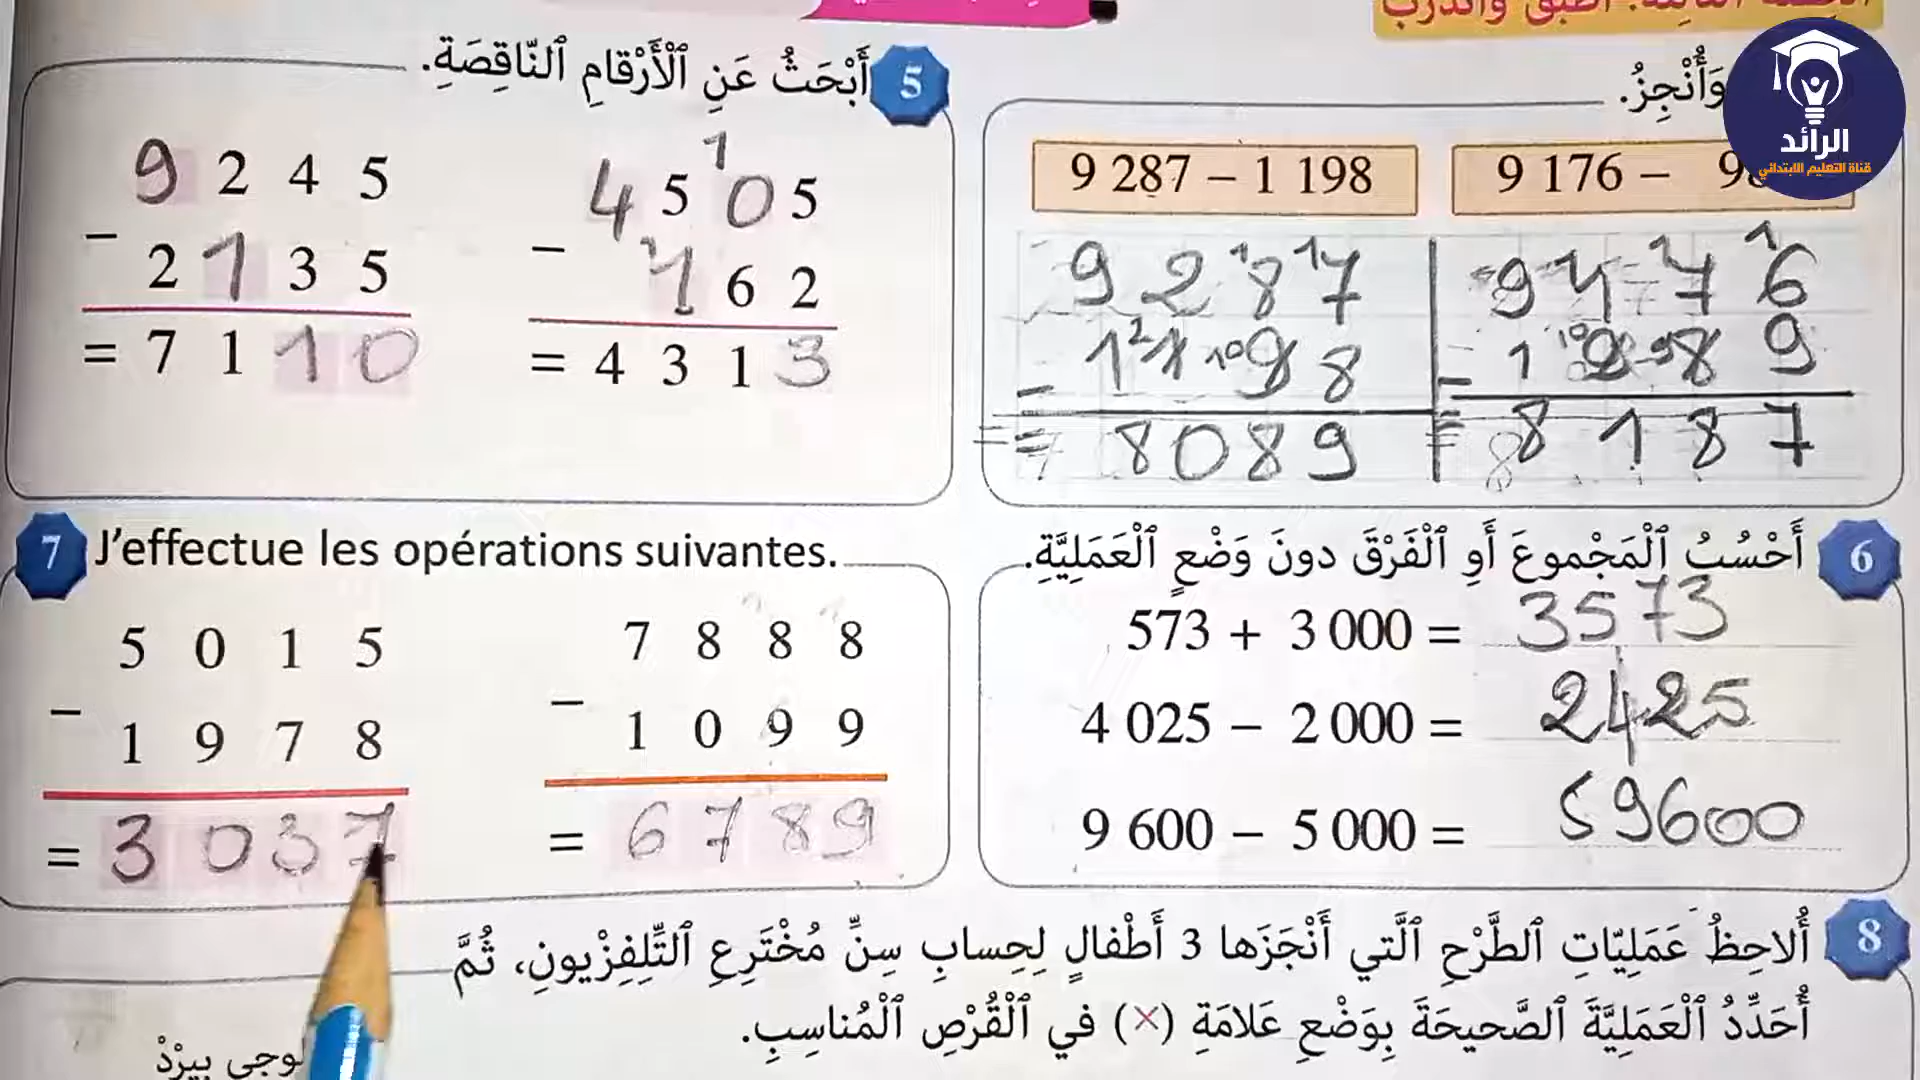 وَأُنْجِزُ.
الرائد
قناة التعليم الابتدائي
9 287 – 1 198
9 176 –
9 2 8 7
8 0 8 9
8 1 8 7
5 أَبْحَثُ عَنِ ٱلْأَرْقامِ ٱلنّاقِصَةِ.
9 2 4 5
– 2 1 3 5
= 7 1 1 0
4 5 0 5
– 1 6 2
= 4 3 1 3
6 أَحْسُبُ ٱلْمَجْموعَ أَوِ ٱلْفَرْقَ دونَ وَضْعِ ٱلْعَمَلِيَّةِ.
573 + 3 000 = 3573
4 025 – 2 000 = 2425
9 600 – 5 000 = 59600
7 J'effectue les opérations suivantes.
5 0 1 5
– 1 9 7 8
= 3 0 3 7
7 8 8 8
– 1 0 9 9
= 6 7 8 9
8 أُلاحِظُ عَمَلِيّاتِ ٱلطَّرْحِ ٱلَّتي أَنْجَزَها 3 أَطْفالٍ لِحِسابِ سِنِّ مُخْتَرِعِ ٱلتِّلِفِزْيونِ، ثُمَّ
أُحَدِّدُ ٱلْعَمَلِيَّةَ ٱلصَّحيحَةَ بِوَضْعِ عَلامَةِ (×) في ٱلْقُرْصِ ٱلْمُناسِبِ.
بيرْدْ